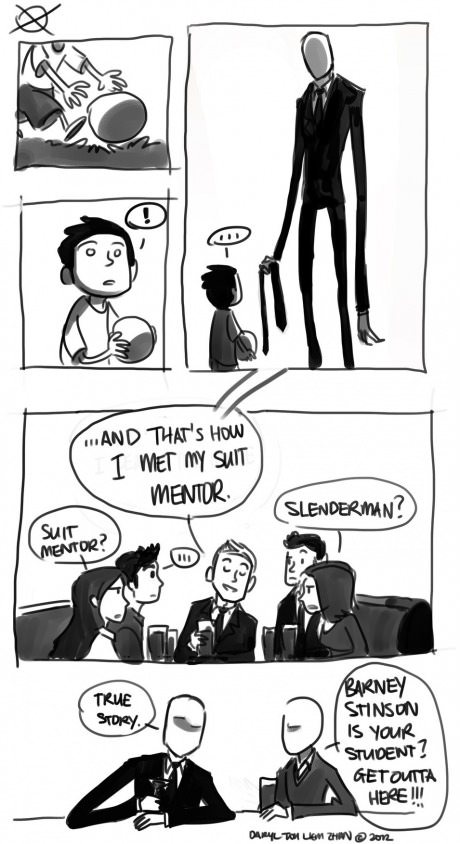 !
...
...AND THAT'S HOW
I MET MY SUIT
MENTOR.
SUIT
MENTOR?
...
SLENDERMAN?
TRUE
STORY.
BARNEY
STINSON
IS YOUR
STUDENT?
GET OUTTA
HERE!!!
DARYL TOH LIEM ZHAN © 2012